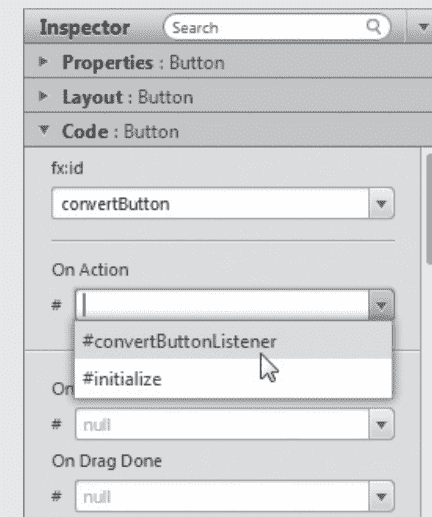 Inspector Search
Properties : Button
Layout : Button
Code : Button
fx:id
convertButton
On Action
#
#convertButtonListener
#initialize
On
# null
On Drag Done
# null